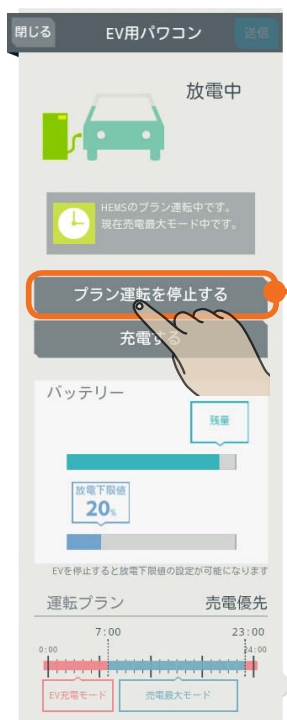 閉じる EV用パワコン 送信
放電中
HEMSのプラン運転中です。
現在売電最大モード中です。
プラン運転を停止する
充電する
バッテリー
残量
放電下限値
20%
EVを停止すると放電下限値の設定が可能になります
運転プラン 売電優先
7:00 23:00
0:00 24:00
EV充電モード 売電最大モード